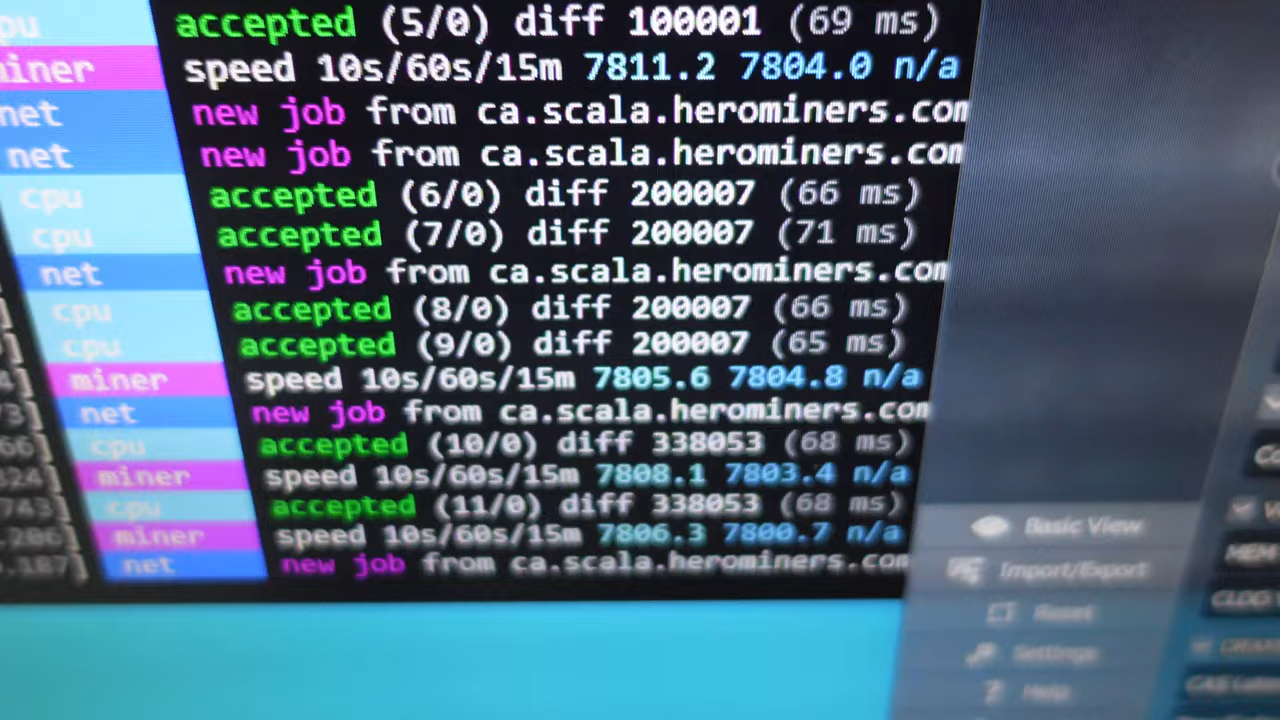 cpu accepted (5/0) diff 100001 (69 ms)
miner speed 10s/60s/15m 7811.2 7804.0 n/a
net new job from ca.scala.herominers.com
net new job from ca.scala.herominers.com
cpu accepted (6/0) diff 200007 (66 ms)
cpu accepted (7/0) diff 200007 (71 ms)
net new job from ca.scala.herominers.com
cpu accepted (8/0) diff 200007 (66 ms)
cpu accepted (9/0) diff 200007 (65 ms)
miner speed 10s/60s/15m 7805.6 7804.8 n/a
net new job from ca.scala.herominers.com
cpu accepted (10/0) diff 338053 (68 ms)
miner speed 10s/60s/15m 7808.1 7803.4 n/a
cpu accepted (11/0) diff 338053 (68 ms)
miner speed 10s/60s/15m 7806.3 7800.7 n/a
net new job from ca.scala.herominers.com
Basic View
Import/Export
Reset
Settings
Help
MEM